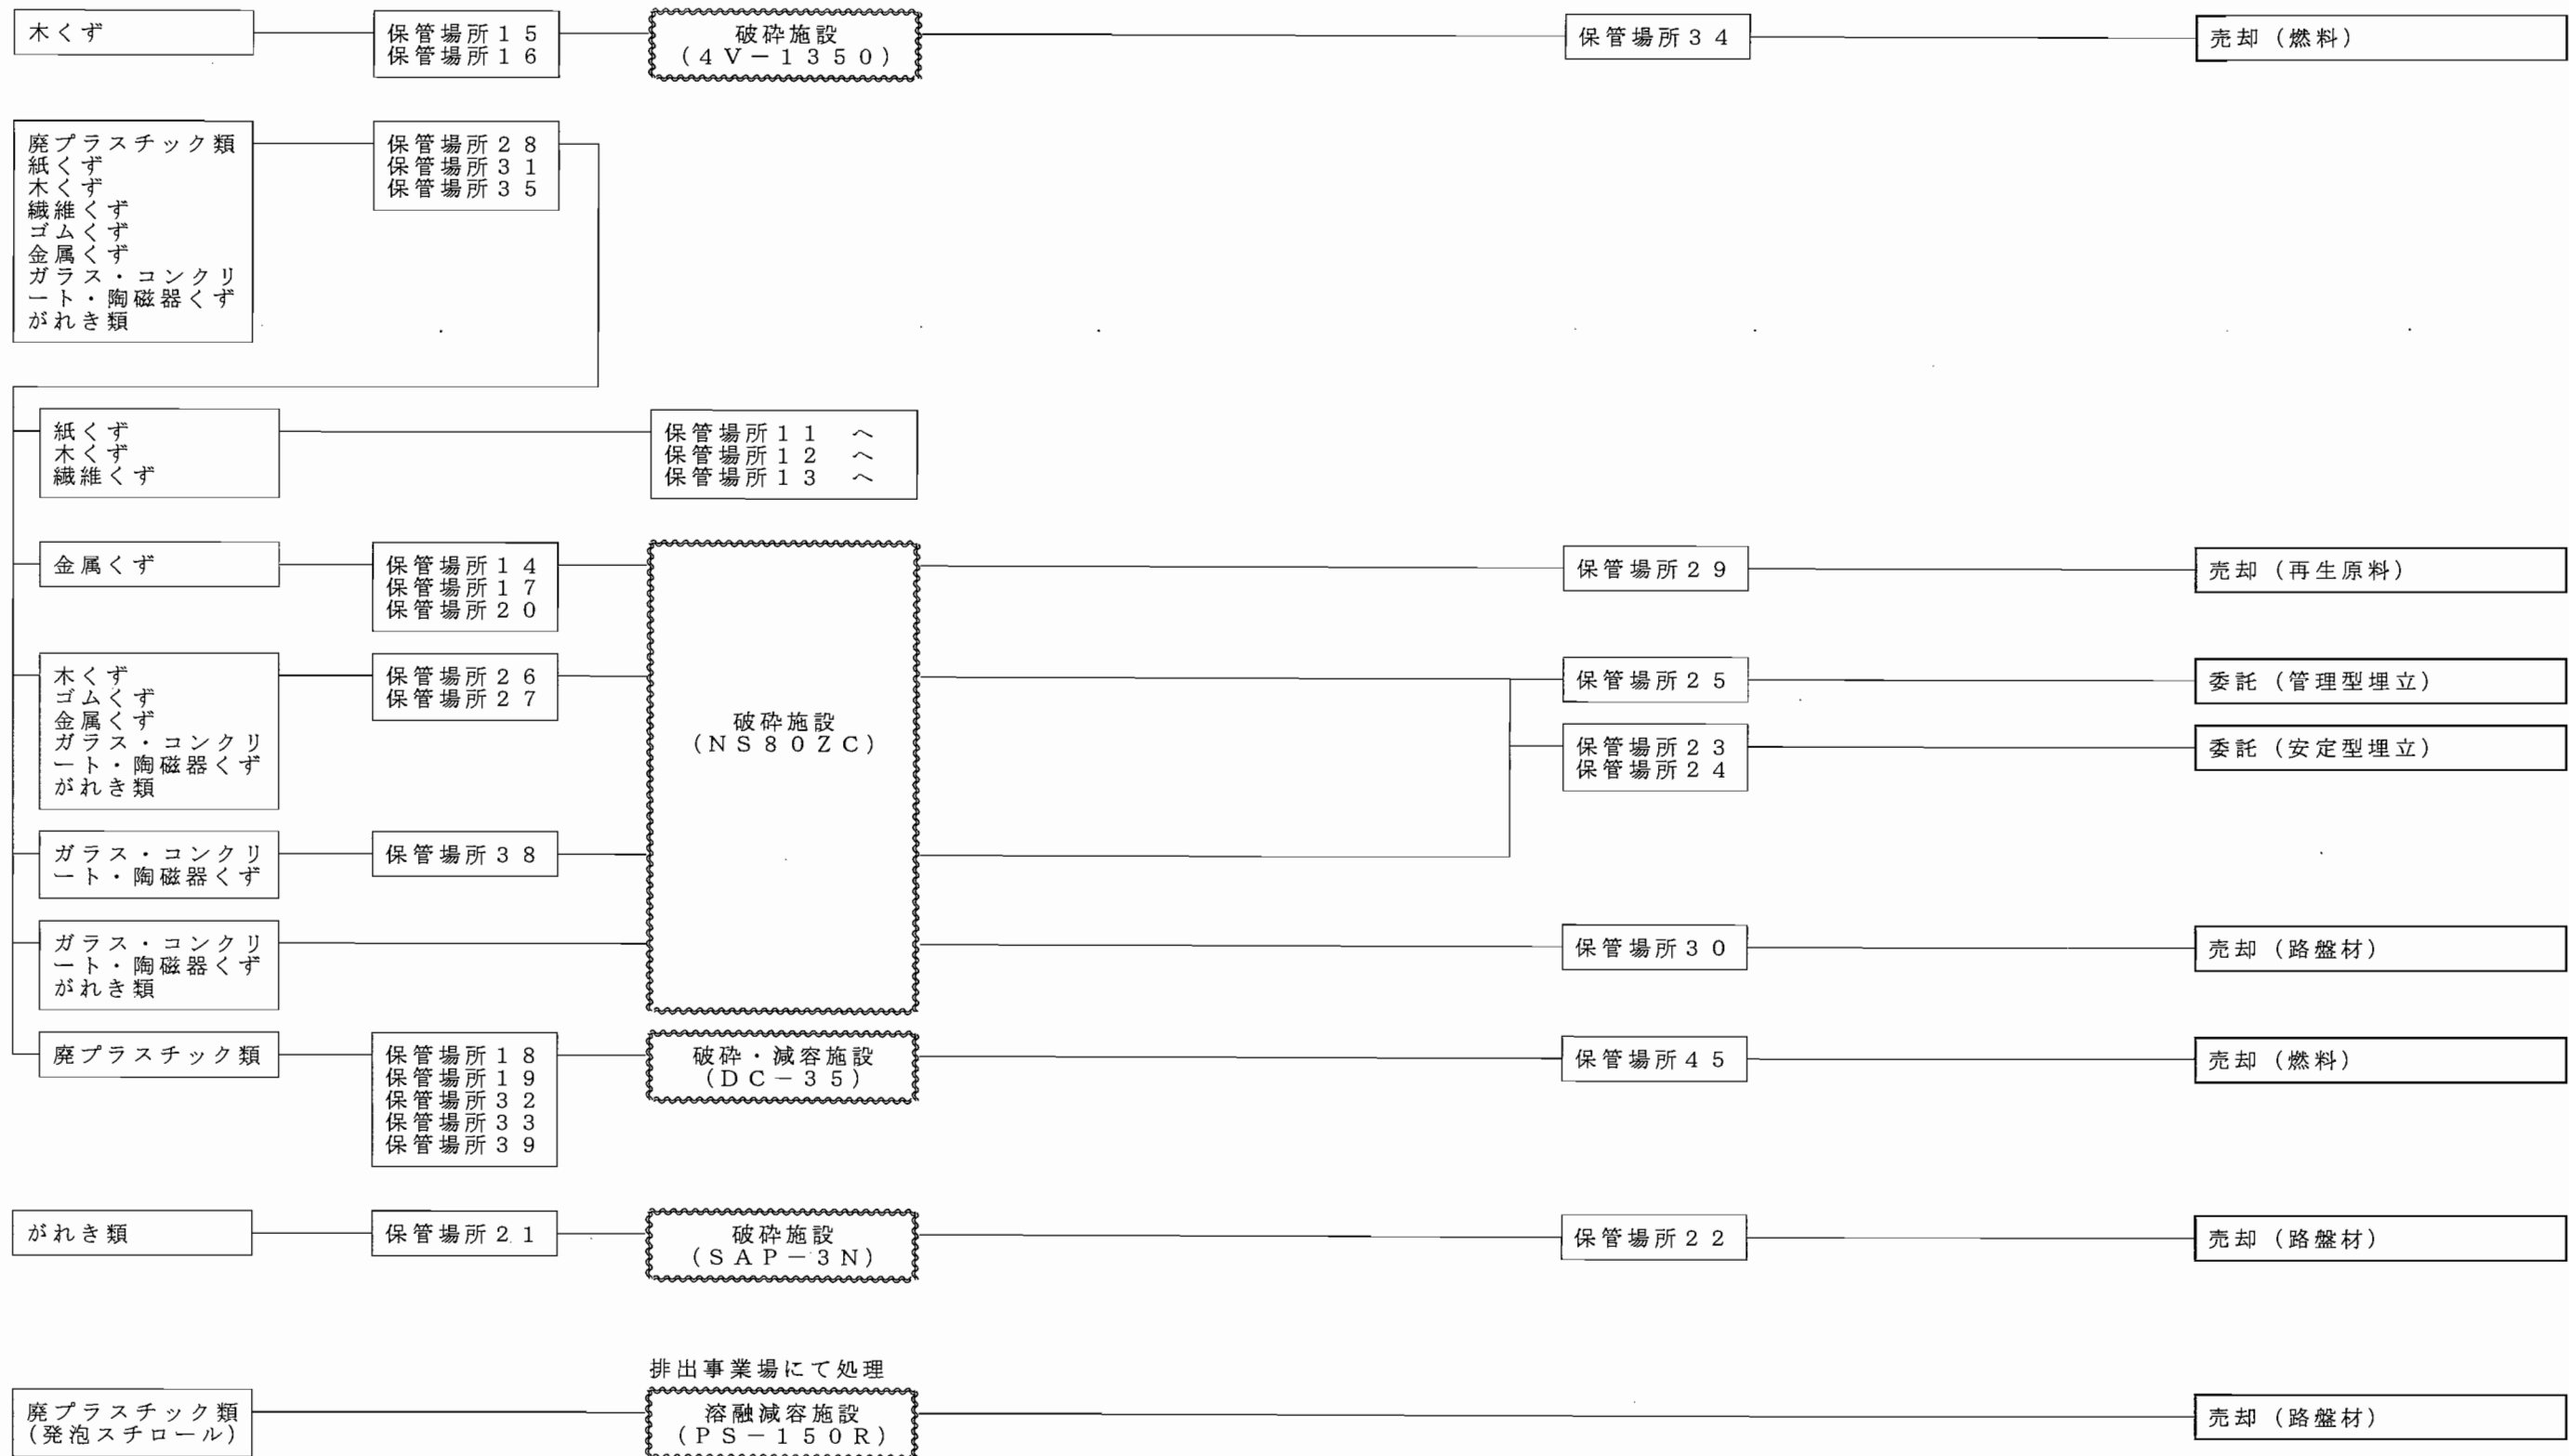 木くず
保管場所15
保管場所16
破砕施設
(4V-1350)
保管場所34
売却(燃料)
廃プラスチック類
紙くず
木くず
繊維くず
ゴムくず
金属くず
ガラス・コンクリ
ート・陶磁器くず
がれき類
保管場所28
保管場所31
保管場所35
紙くず
木くず
繊維くず
保管場所11 へ
保管場所12 へ
保管場所13 へ
金属くず
保管場所14
保管場所17
保管場所20
破砕施設
(NS80ZC)
保管場所29
売却(再生原料)
木くず
ゴムくず
金属くず
ガラス・コンクリ
ート・陶磁器くず
がれき類
保管場所26
保管場所27
保管場所25
委託(管理型埋立)
保管場所23
保管場所24
委託(安定型埋立)
ガラス・コンクリ
ート・陶磁器くず
保管場所38
ガラス・コンクリ
ート・陶磁器くず
がれき類
保管場所30
売却(路盤材)
廃プラスチック類
保管場所18
保管場所19
保管場所32
保管場所33
保管場所39
破砕・減容施設
(DC-35)
保管場所45
売却(燃料)
がれき類
保管場所21
破砕施設
(SAP-3N)
保管場所22
売却(路盤材)
排出事業場にて処理
廃プラスチック類
(発泡スチロール)
溶融減容施設
(PS-150R)
売却(路盤材)